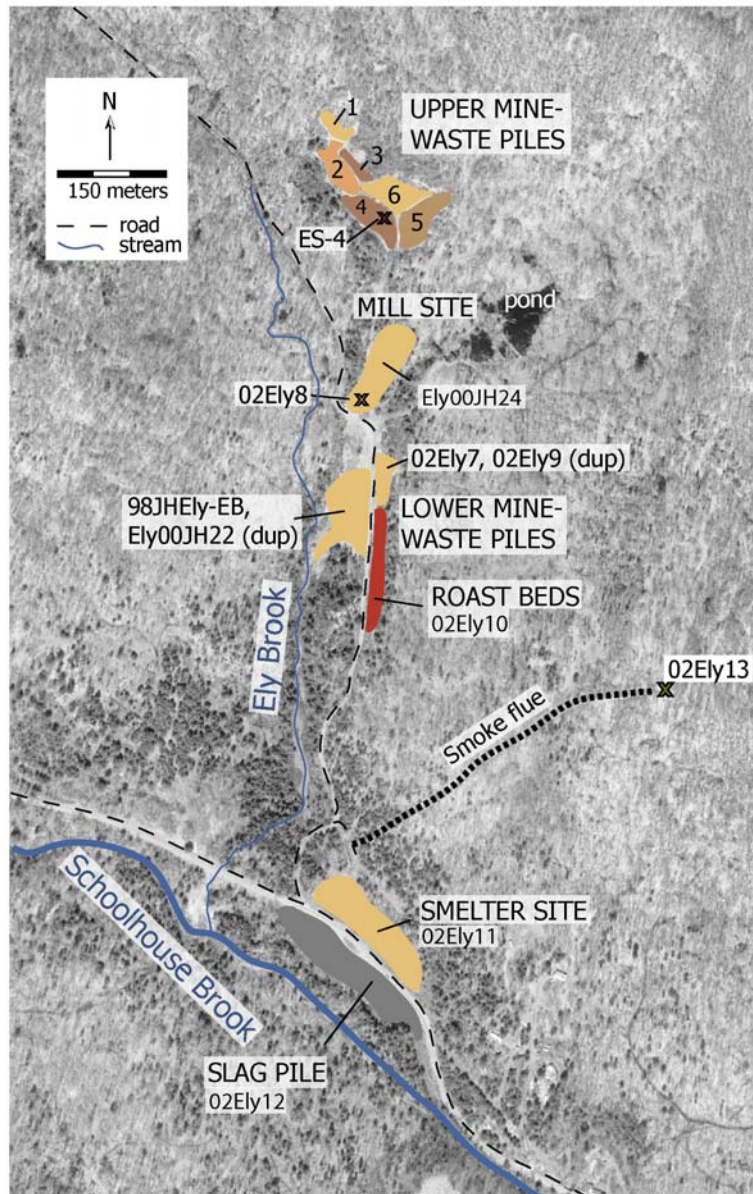 N
150 meters
road
stream
UPPER MINE-
WASTE PILES
1
2
3
6
4
5
ES-4
MILL SITE
pond
02Ely8
Ely00JH24
02Ely7, 02Ely9 (dup)
98JHEly-EB,
Ely00JH22 (dup)
LOWER MINE-
WASTE PILES
ROAST BEDS
02Ely10
Ely Brook
02Ely13
Smoke flue
Schoolhouse
Brook
SMELTER SITE
02Ely11
SLAG PILE
02Ely12